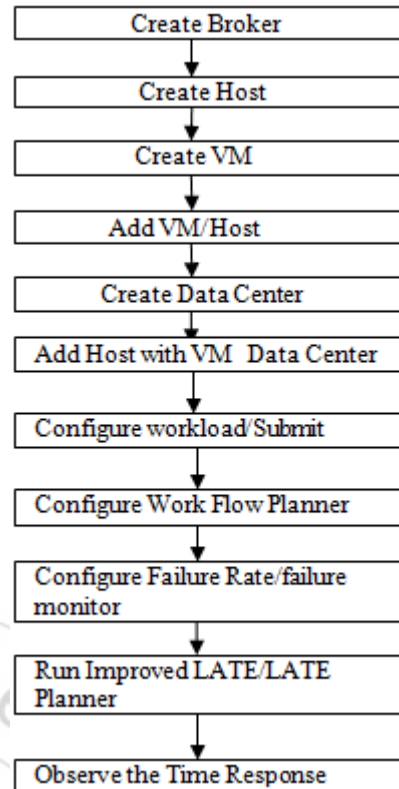 Create Broker
Create Host
Create VM
Add VM/Host
Create Data Center
Add Host with VM Data Center
Configure workload/Submit
Configure Work Flow Planner
Configure Failure Rate/failure
monitor
Run Improved LATE/LATE
Planner
Observe the Time Response